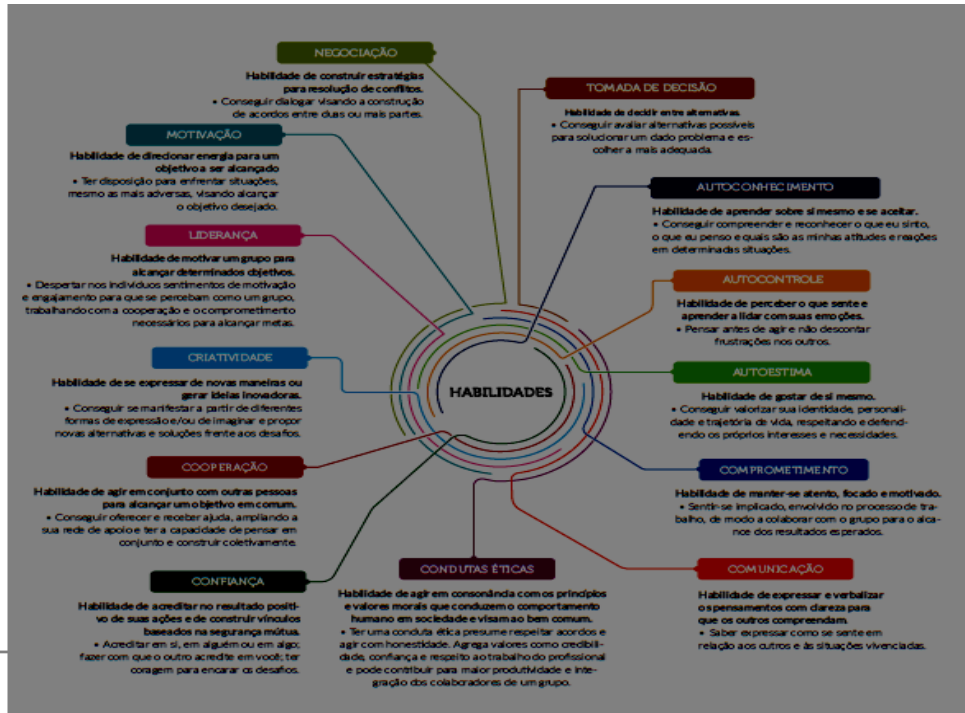 NEGOCIAÇÃO
Habilidade de construir estratégias
para resolução de conflitos.
• Conseguir dialogar visando a construção
de acordos entre duas ou mais partes.
MOTIVAÇÃO
Habilidade de direcionar energia para um
objetivo a ser alcançado
• Ter disposição para enfrentar situações,
mesmo as mais adversas, visando alcançar
o objetivo desejado.
LIDERANÇA
Habilidade de motivar um grupo para
alcançar determinados objetivos.
• Despertar nos indivíduos sentimentos de motivação
e engajamento para que se percebam como um grupo,
trabalhando com a cooperação e o comprometimento
necessários para alcançar metas.
CRIATIVIDADE
Habilidade de se expressar de novas maneiras ou
gerar ideias inovadoras.
• Conseguir se manifestar a partir de diferentes
formas de expressão e/ou de imaginar e propor
novas alternativas e soluções frente aos desafios.
COOPERAÇÃO
Habilidade de agir em conjunto com outras pessoas
para alcançar um objetivo em comum.
• Conseguir oferecer e receber ajuda, ampliando a
sua rede de apoio e ter a capacidade de pensar em
conjunto e construir coletivamente.
CONFIANÇA
Habilidade de acreditar no resultado positi-
vo de suas ações e de construir vínculos
baseados na segurança mútua.
• Acreditar em si, em alguém ou em algo;
fazer com que o outro acredite em você; ter
coragem para encarar os desafios.
HABILIDADES
CONDUTAS ÉTICAS
Habilidade de agir em consonância com os princípios
e valores morais que conduzem o comportamento
humano em sociedade e visam ao bem comum.
• Ter uma conduta ética presume respeitar acordos e
agir com honestidade. Agrega valores como credibili-
dade, confiança e respeito ao trabalho do profissional
e pode contribuir para maior produtividade e inte-
gração dos colaboradores de um grupo.
TOMADA DE DECISÃO
Habilidade de decidir entre alternativas.
• Conseguir avaliar alternativas possíveis
para solucionar um dado problema e es-
colher a mais adequada.
AUTOCONHECIMENTO
Habilidade de aprender sobre si mesmo e se aceitar.
• Conseguir compreender e reconhecer o que eu sinto,
o que eu penso e quais são as minhas atitudes e reações
em determinadas situações.
AUTOCONTROLE
Habilidade de perceber o que sente e
aprender a lidar com suas emoções.
• Pensar antes de agir e não descontar
frustrações nos outros.
AUTOESTIMA
Habilidade de gostar de si mesmo.
• Conseguir valorizar sua identidade, personali-
dade e trajetória de vida, respeitando e defend-
endo os próprios interesses e necessidades.
COMPROMETIMENTO
Habilidade de manter-se atento, focado e motivado.
• Sentir-se implicado, envolvido no processo de tra-
balho, de modo a colaborar com o grupo para o alca-
nce dos resultados esperados.
COMUNICAÇÃO
Habilidade de expressar e verbalizar
os pensamentos com clareza para
que os outros compreendam.
• Saber expressar como se sente em
relação aos outros e às situações vivenciadas.